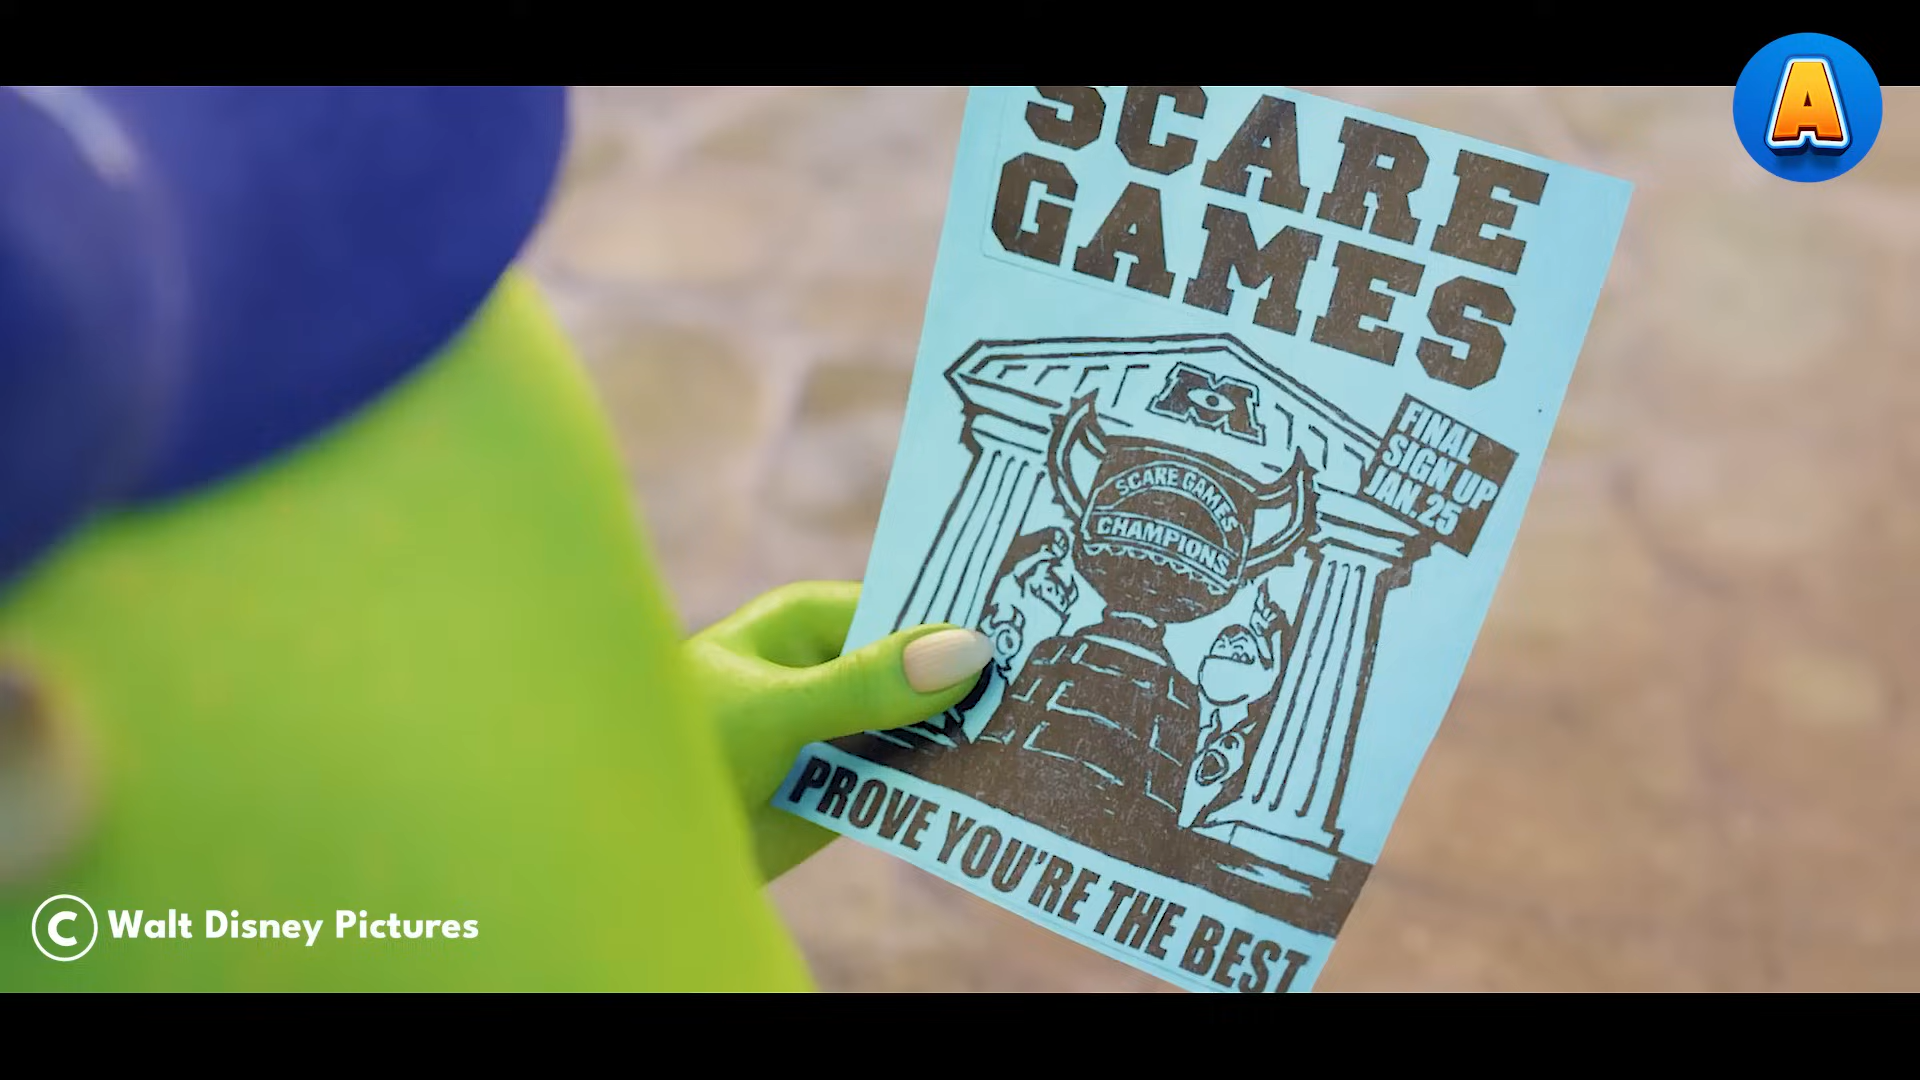 A
SCARE
GAMES
M
FINAL
SIGN UP
JAN. 25
SCARE GAMES
CHAMPIONS
PROVE YOU'RE THE BEST
C Walt Disney Pictures